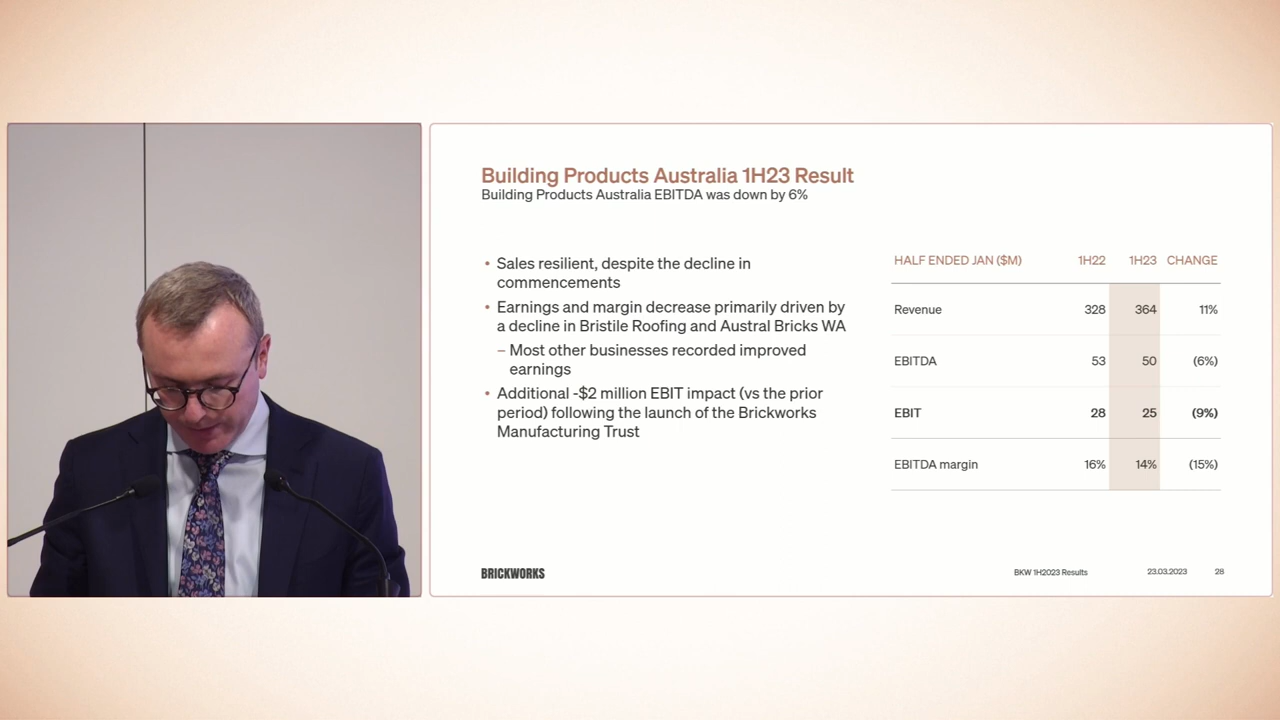 Building Products Australia 1H23 Result
Building Products Australia EBITDA was down by 6%
• Sales resilient, despite the decline in
commencements
• Earnings and margin decrease primarily driven by
a decline in Bristile Roofing and Austral Bricks WA
– Most other businesses recorded improved
earnings
• Additional -$2 million EBIT impact (vs the prior
period) following the launch of the Brickworks
Manufacturing Trust
HALF ENDED JAN ($M) 1H22 1H23 CHANGE
Revenue 328 364 11%
EBITDA 53 50 (6%)
EBIT 28 25 (9%)
EBITDA margin 16% 14% (15%)
BRICKWORKS
BKW 1H2023 Results 23.03.2023 28